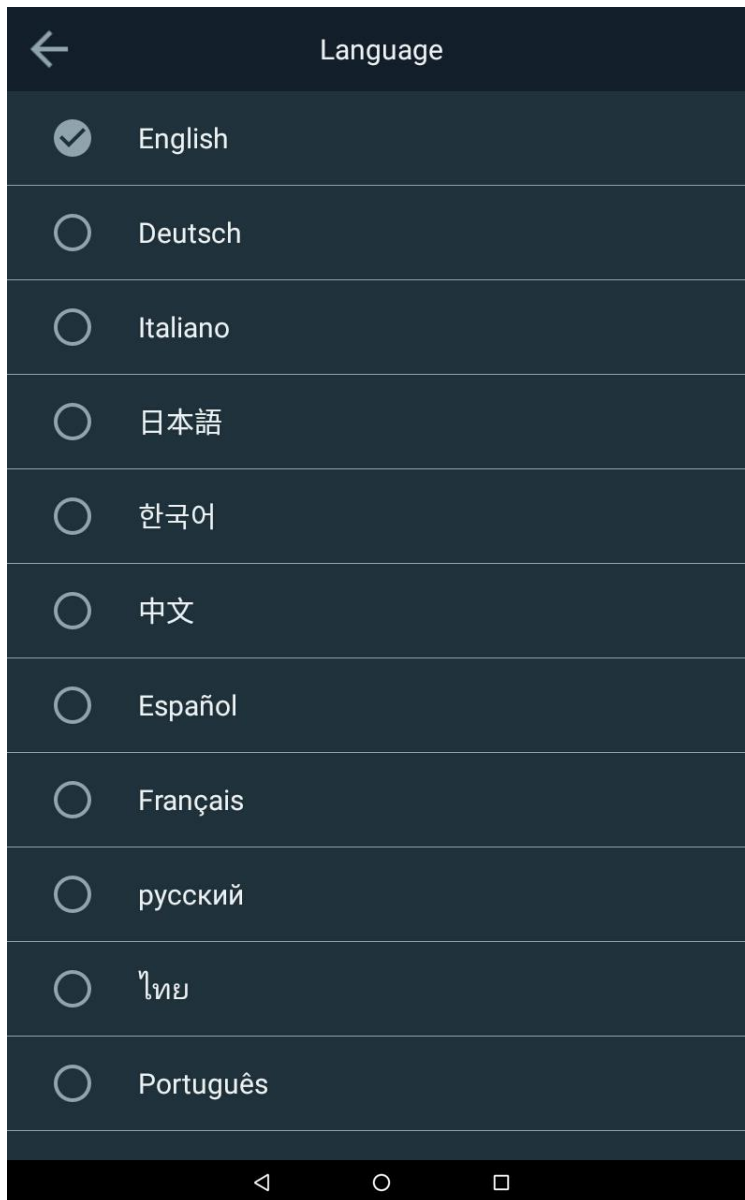 Language
English
Deutsch
Italiano
日本語
한국어
中文
Español
Français
русский
ไทย
Português